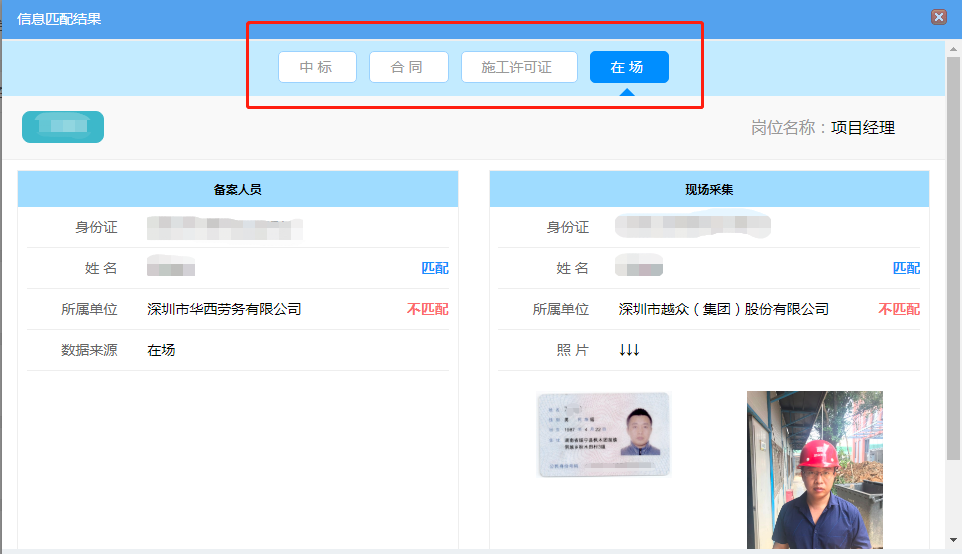 信息匹配结果
中 标
合 同
施工许可证
在 场
岗位名称：项目经理
备案人员
身份证
姓 名
匹配
所属单位
深圳市华西劳务有限公司
不匹配
数据来源
在场
现场采集
身份证
姓 名
匹配
所属单位
深圳市越众（集团）股份有限公司
不匹配
照 片
↓↓↓